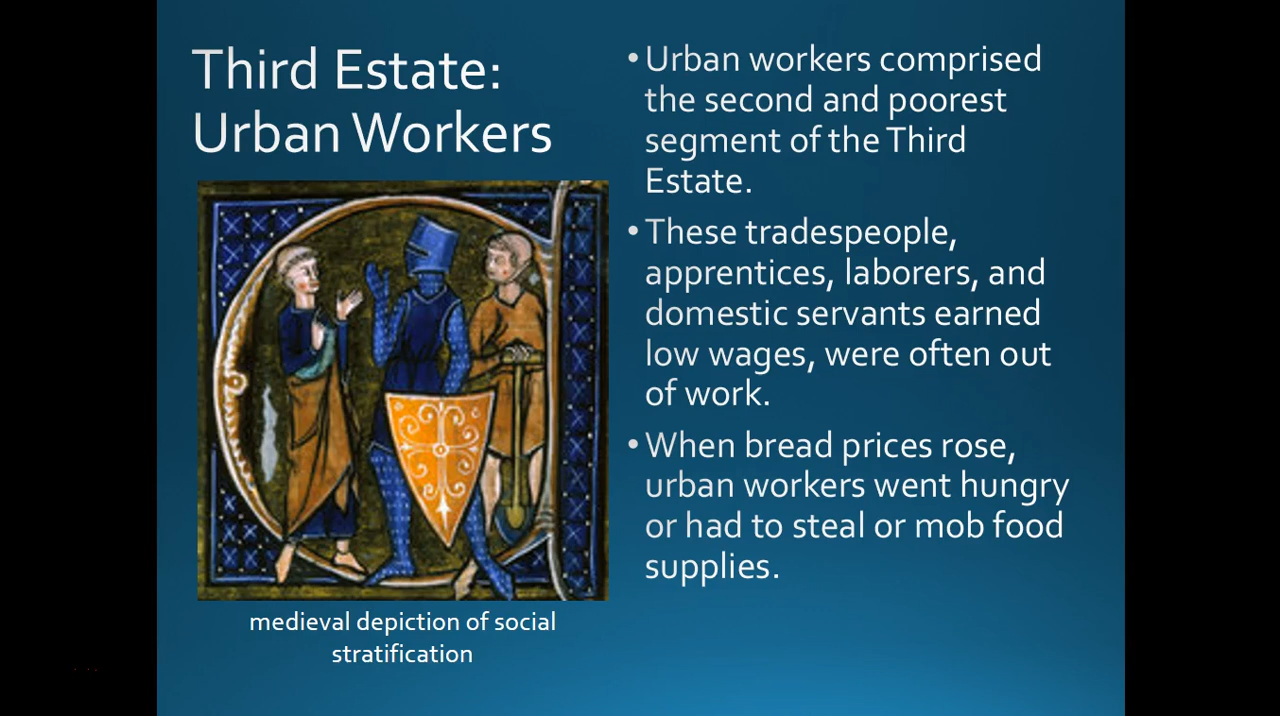 Third Estate:
Urban Workers
medieval depiction of social
stratification
• Urban workers comprised
the second and poorest
segment of the Third
Estate.
• These tradespeople,
apprentices, laborers, and
domestic servants earned
low wages, were often out
of work.
• When bread prices rose,
urban workers went hungry
or had to steal or mob food
supplies.